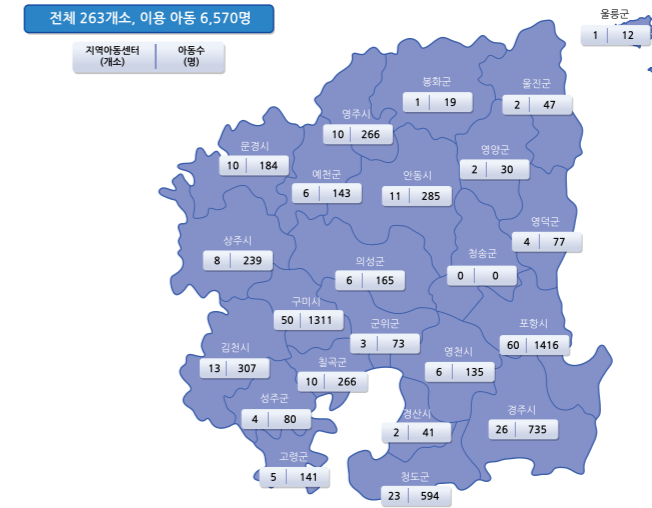 전체 263개소, 이용 아동 6,570명
울릉군
1 12
지역아동센터 아동수
(개소) (명)
봉화군
1 19
울진군
2 47
영주시
10 266
문경시
10 184
영양군
2 30
예천군
6 143
안동시
11 285
영덕군
4 77
상주시
8 239
청송군
0 0
의성군
6 165
구미시
50 1311
군위군
3 73
포항시
60 1416
김천시
13 307
칠곡군
10 266
영천시
6 135
성주군
4 80
경산시
2 41
경주시
26 735
고령군
5 141
청도군
23 594